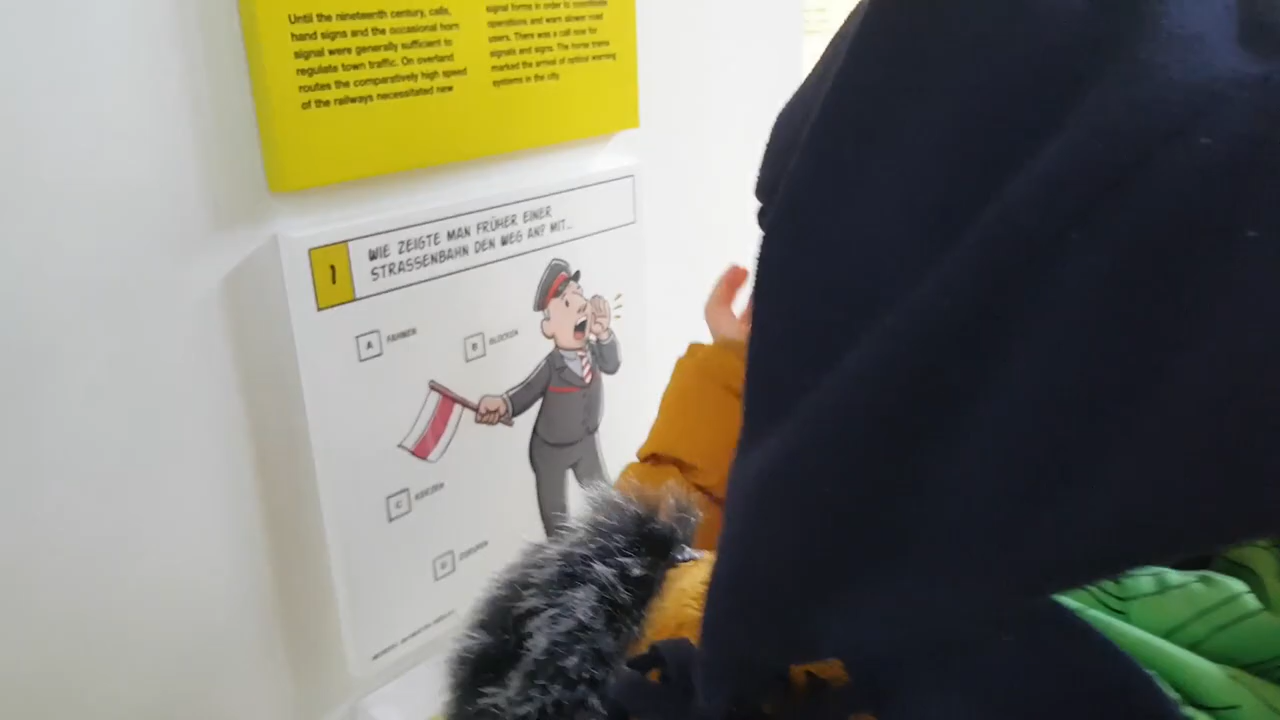 Until the nineteenth century, calls,
hand signs and the occasional horn
signal were generally sufficient to
regulate town traffic. On overland
routes the comparatively high speed
of the railways necessitated new
signal forms in order to coordinate
operations and warn slower road
users. There was a call now for
signals and signs. The horse trams
marked the arrival of optical warning
systems in the city.
1
WIE ZEIGTE MAN FRÜHER EINER
STRASSENBAHN DEN WEG AN? MIT...
A FAHNEN
B GLOCKEN
C KERZEN
D ZURUFEN